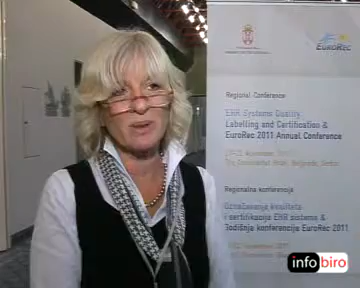 EUROREC
Regional Conference
EHR Systems Quality
Labelling and Certification &
EuroRec 2011 Annual Conference
Regionalna konferencija
Označavanje kvaliteta
i sertifikacija EHR sistema &
Godišnja konferencija EuroRec 2011
infobiro